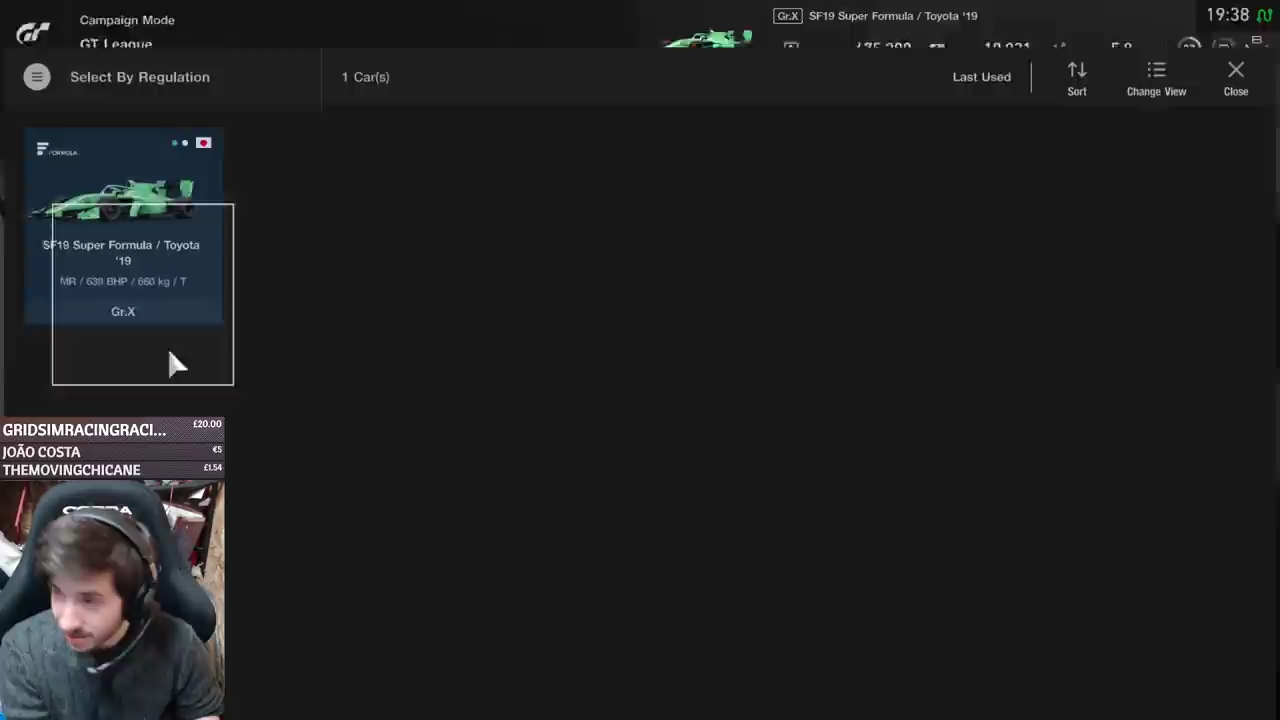 Campaign Mode
GT League
Gr.X SF19 Super Formula / Toyota '19
19:38
Select By Regulation
1 Car(s)
Last Used
Sort
Change View
Close
FORMULA
SF19 Super Formula / Toyota
'19
MR / 639 BHP / 660 kg / T
Gr.X
GRIDSIMRACINGRACI... £20.00
JOÃO COSTA €5
THEMOVINGCHICANE £1.54